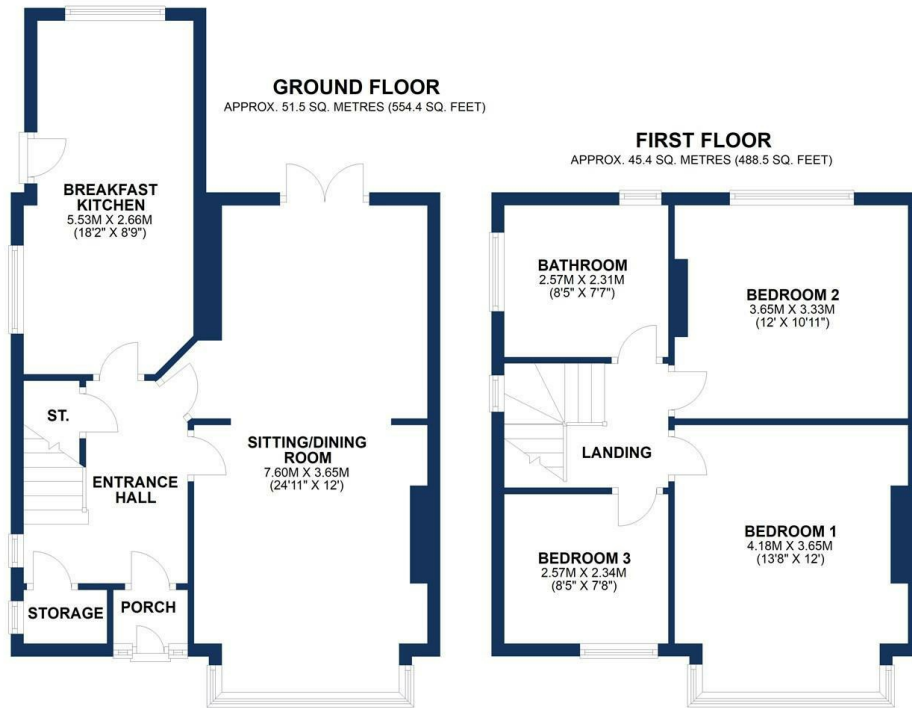 GROUND FLOOR
APPROX. 51.5 SQ. METRES (554.4 SQ. FEET)
BREAKFAST
KITCHEN
5.53M X 2.66M
(18'2" X 8'9")
ST.
ENTRANCE
HALL
SITTING/DINING
ROOM
7.60M X 3.65M
(24'11" X 12')
STORAGE
PORCH
FIRST FLOOR
APPROX. 45.4 SQ. METRES (488.5 SQ. FEET)
BATHROOM
2.57M X 2.31M
(8'5" X 7'7")
BEDROOM 2
3.65M X 3.33M
(12' X 10'11")
LANDING
BEDROOM 3
2.57M X 2.34M
(8'5" X 7'8")
BEDROOM 1
4.18M X 3.65M
(13'8" X 12')